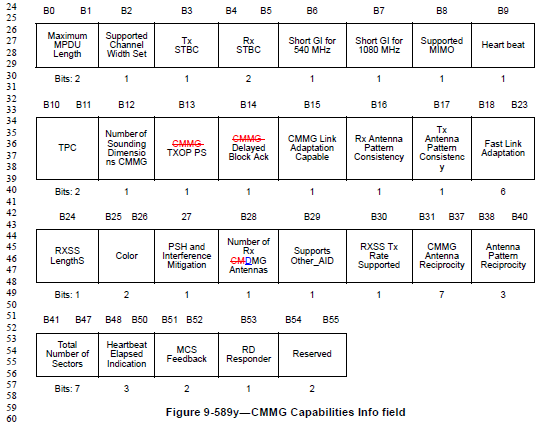 24
B0 B1 B2 B3 B4 B5 B6 B7 B8 B9
25
26
27
Maximum MPDU Length
Supported Channel Width Set
Tx STBC
Rx STBC
Short GI for 540 MHz
Short GI for 1080 MHz
Supported MIMO
Heart beat
28
29
30
Bits: 2 1 1 2 1 1 1 1
31
32
33
B10 B11 B12 B13 B14 B15 B16 B17 B18 B23
34
35
36
37
TPC
Number of Sounding Dimensio ns CMMG
CMMG TXOP PS
CMMG Delayed Block Ack
CMMG Link Adaptation Capable
Rx Antenna Pattern Consistency
Tx Antenna Pattern Consistenc y
Fast Link Adaptation
38
39
40
Bits: 2 1 1 1 1 1 1 6
41
42
43
B24 B25 B26 27 B28 B29 B30 B31 B37 B38 B40
44
45
46
RXSS LengthS
Color
PSH and Interference Mitigation
Number of Rx CMDMG Antennas
Supports Other_AID
RXSS Tx Rate Supported
CMMG Antenna Reciprocity
Antenna Pattern Reciprocity
47
48
49
Bits: 1 2 1 1 1 1 7 3
50
51
B41 B47 B48 B50 B51 B52 B53 B54 B55
52
53
54
55
Total Number of Sectors
Heartbeat Elapsed Indication
MCS Feedback
RD Responder
Reserved
56
57
Bits: 7 3 2 1 2
58
59
Figure 9-589y—CMMG Capabilities Info field
60